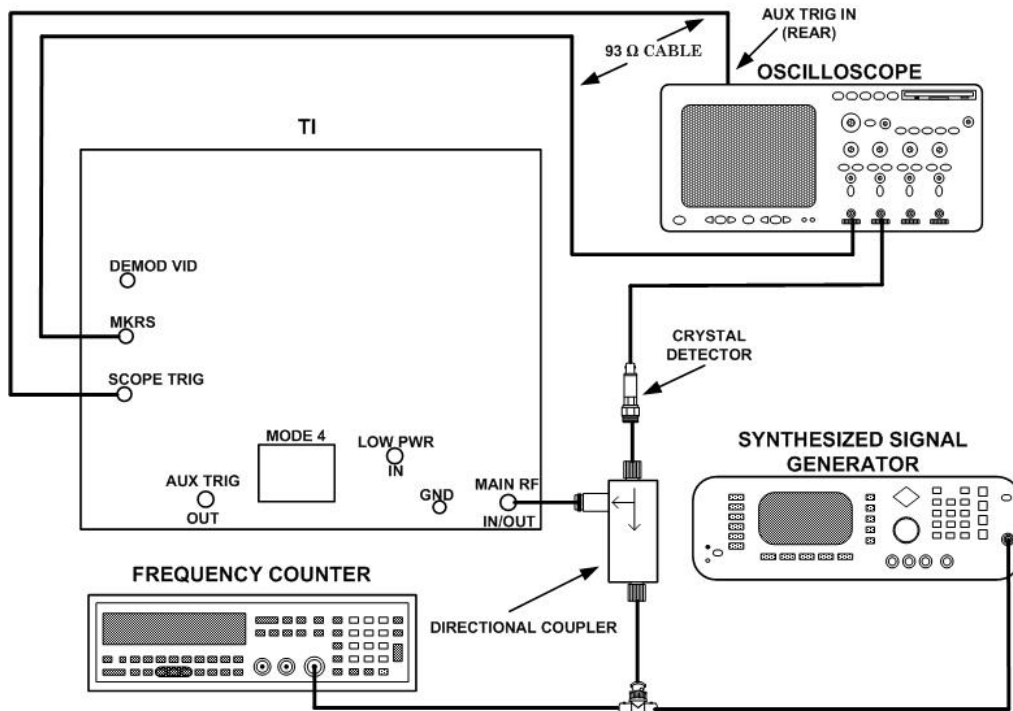 AUX TRIG IN
(REAR)
93 Ω CABLE
OSCILLOSCOPE
TI
DEMOD VID
MKRS
SCOPE TRIG
CRYSTAL
DETECTOR
MODE 4
LOW PWR
IN
SYNTHESIZED SIGNAL
GENERATOR
AUX TRIG
OUT
GND
MAIN RF
IN/OUT
FREQUENCY COUNTER
DIRECTIONAL COUPLER